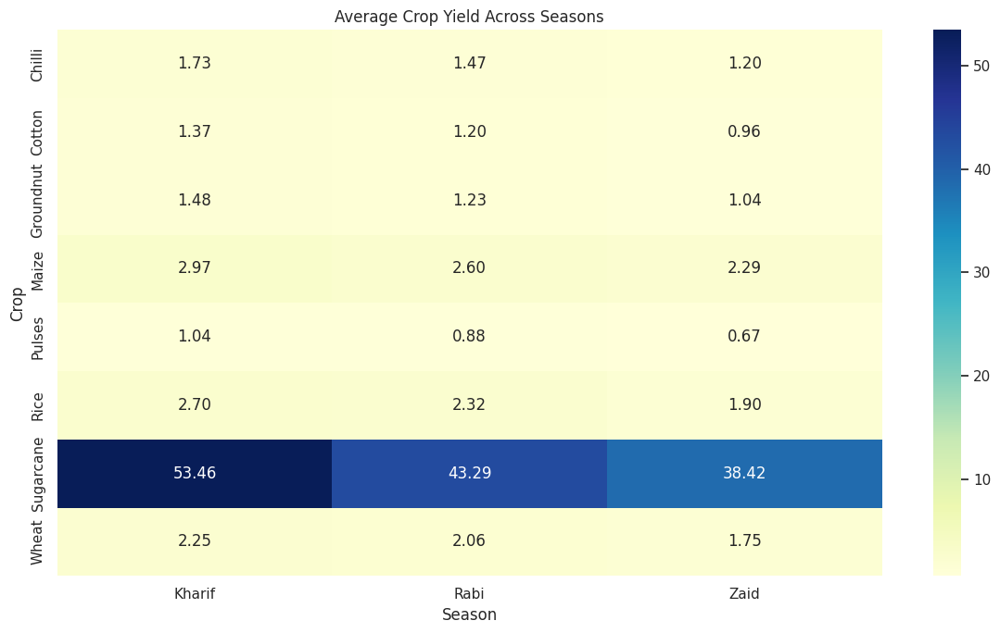 Average Crop Yield Across Seasons
Chilli 1.73 1.47 1.20
Cotton 1.37 1.20 0.96
Groundnut 1.48 1.23 1.04
Maize 2.97 2.60 2.29
Pulses 1.04 0.88 0.67
Rice 2.70 2.32 1.90
Sugarcane 53.46 43.29 38.42
Wheat 2.25 2.06 1.75
Crop
Kharif Rabi Zaid
Season
50
40
30
20
10